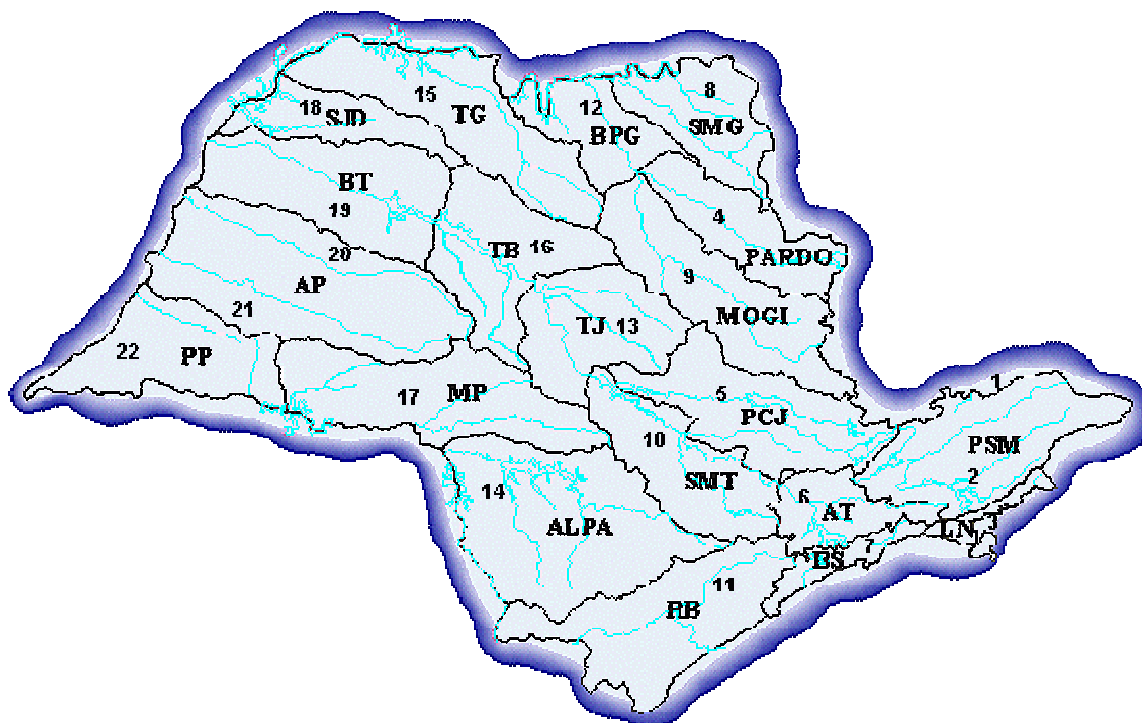 8
15
12
18
TG
SJD
SMG
BPG
BT
19
4
TB 16
20
PARDO
9
AP
21
TJ 13
MOGI
22
PP
1
5
17
MP
PCJ
10
PSM
2
14
SMT
6
AT
ALPA
LN
7
BS
11
RB